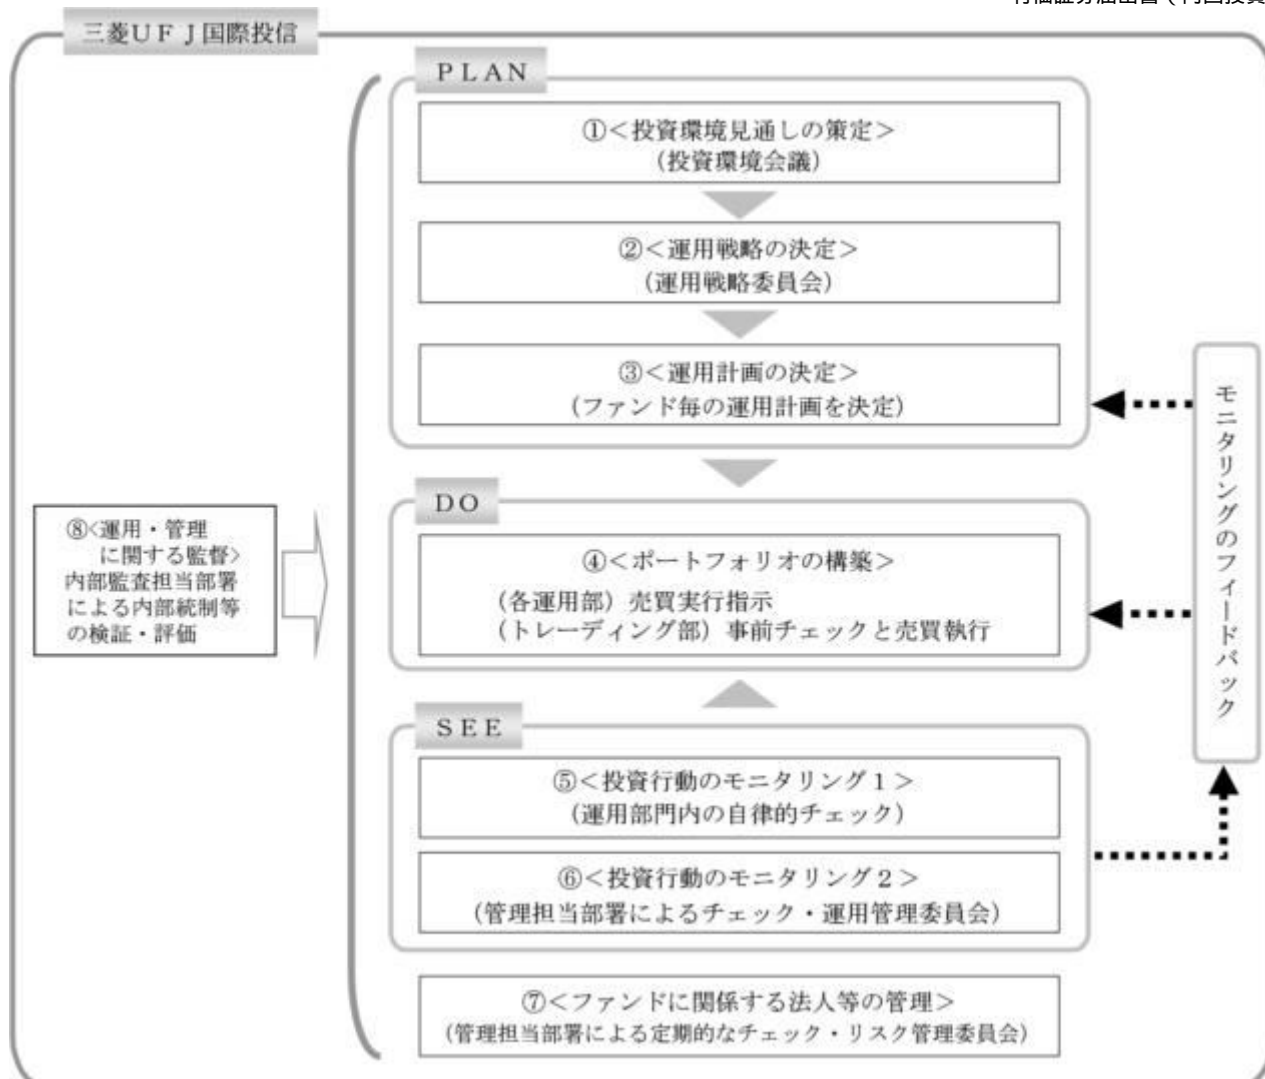 三菱ＵＦＪ国際投信
ＰＬＡＮ
①＜投資環境見通しの策定＞
（投資環境会議）
②＜運用戦略の決定＞
（運用戦略委員会）
③＜運用計画の決定＞
（ファンド毎の運用計画を決定）
ＤＯ
④＜ポートフォリオの構築＞
（各運用部）売買実行指示
（トレーディング部）事前チェックと売買執行
ＳＥＥ
⑤＜投資行動のモニタリング１＞
（運用部門内の自律的チェック）
⑥＜投資行動のモニタリング２＞
（管理担当部署によるチェック・運用管理委員会）
⑦＜ファンドに関係する法人等の管理＞
（管理担当部署による定期的なチェック・リスク管理委員会）
⑧＜運用・管理
に関する監督＞
内部監査担当部署
による内部統制等
の検証・評価
モニタリングのフィードバック